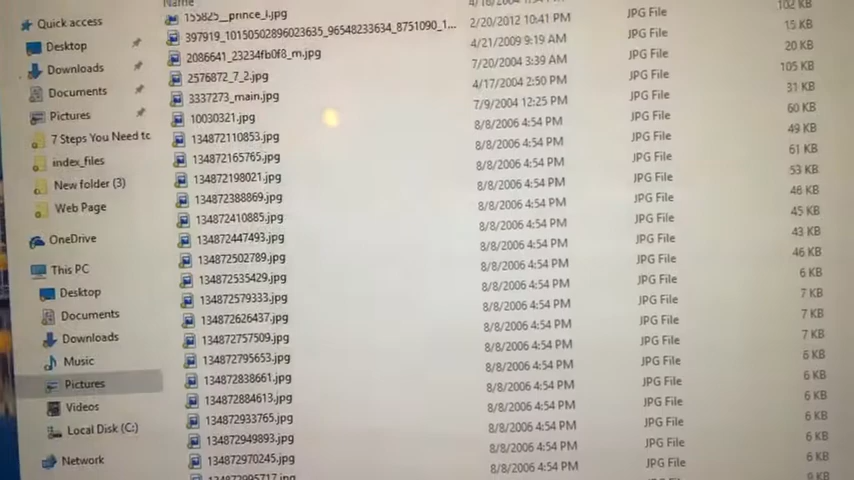 Name
155825__prince_l.jpg 4/16/2004 5:54 PM JPG File 102 KB
397919_10150502896023635_96548233634_8751090_1... 2/20/2012 10:41 PM JPG File 15 KB
2086641_23234fb0f8_m.jpg 4/21/2009 9:19 AM JPG File 20 KB
2576872_7_2.jpg 7/20/2004 3:39 AM JPG File 105 KB
3337273_main.jpg 4/17/2004 2:50 PM JPG File 31 KB
10030321.jpg 7/9/2004 12:25 PM JPG File 60 KB
134872110853.jpg 8/8/2006 4:54 PM JPG File 49 KB
134872165765.jpg 8/8/2006 4:54 PM JPG File 61 KB
134872198021.jpg 8/8/2006 4:54 PM JPG File 53 KB
134872388869.jpg 8/8/2006 4:54 PM JPG File 46 KB
134872410885.jpg 8/8/2006 4:54 PM JPG File 45 KB
134872447493.jpg 8/8/2006 4:54 PM JPG File 43 KB
134872502789.jpg 8/8/2006 4:54 PM JPG File 46 KB
134872535429.jpg 8/8/2006 4:54 PM JPG File 6 KB
134872579333.jpg 8/8/2006 4:54 PM JPG File 7 KB
134872626437.jpg 8/8/2006 4:54 PM JPG File 7 KB
134872757509.jpg 8/8/2006 4:54 PM JPG File 7 KB
134872795653.jpg 8/8/2006 4:54 PM JPG File 6 KB
134872838661.jpg 8/8/2006 4:54 PM JPG File 6 KB
134872884613.jpg 8/8/2006 4:54 PM JPG File 6 KB
134872933765.jpg 8/8/2006 4:54 PM JPG File 6 KB
134872949893.jpg 8/8/2006 4:54 PM JPG File 6 KB
134872970245.jpg 8/8/2006 4:54 PM JPG File 6 KB
134872995717.jpg 9 KB
Quick access
Desktop
Downloads
Documents
Pictures
7 Steps You Need to
index_files
New folder (3)
Web Page
OneDrive
This PC
Desktop
Documents
Downloads
Music
Pictures
Videos
Local Disk (C:)
Network